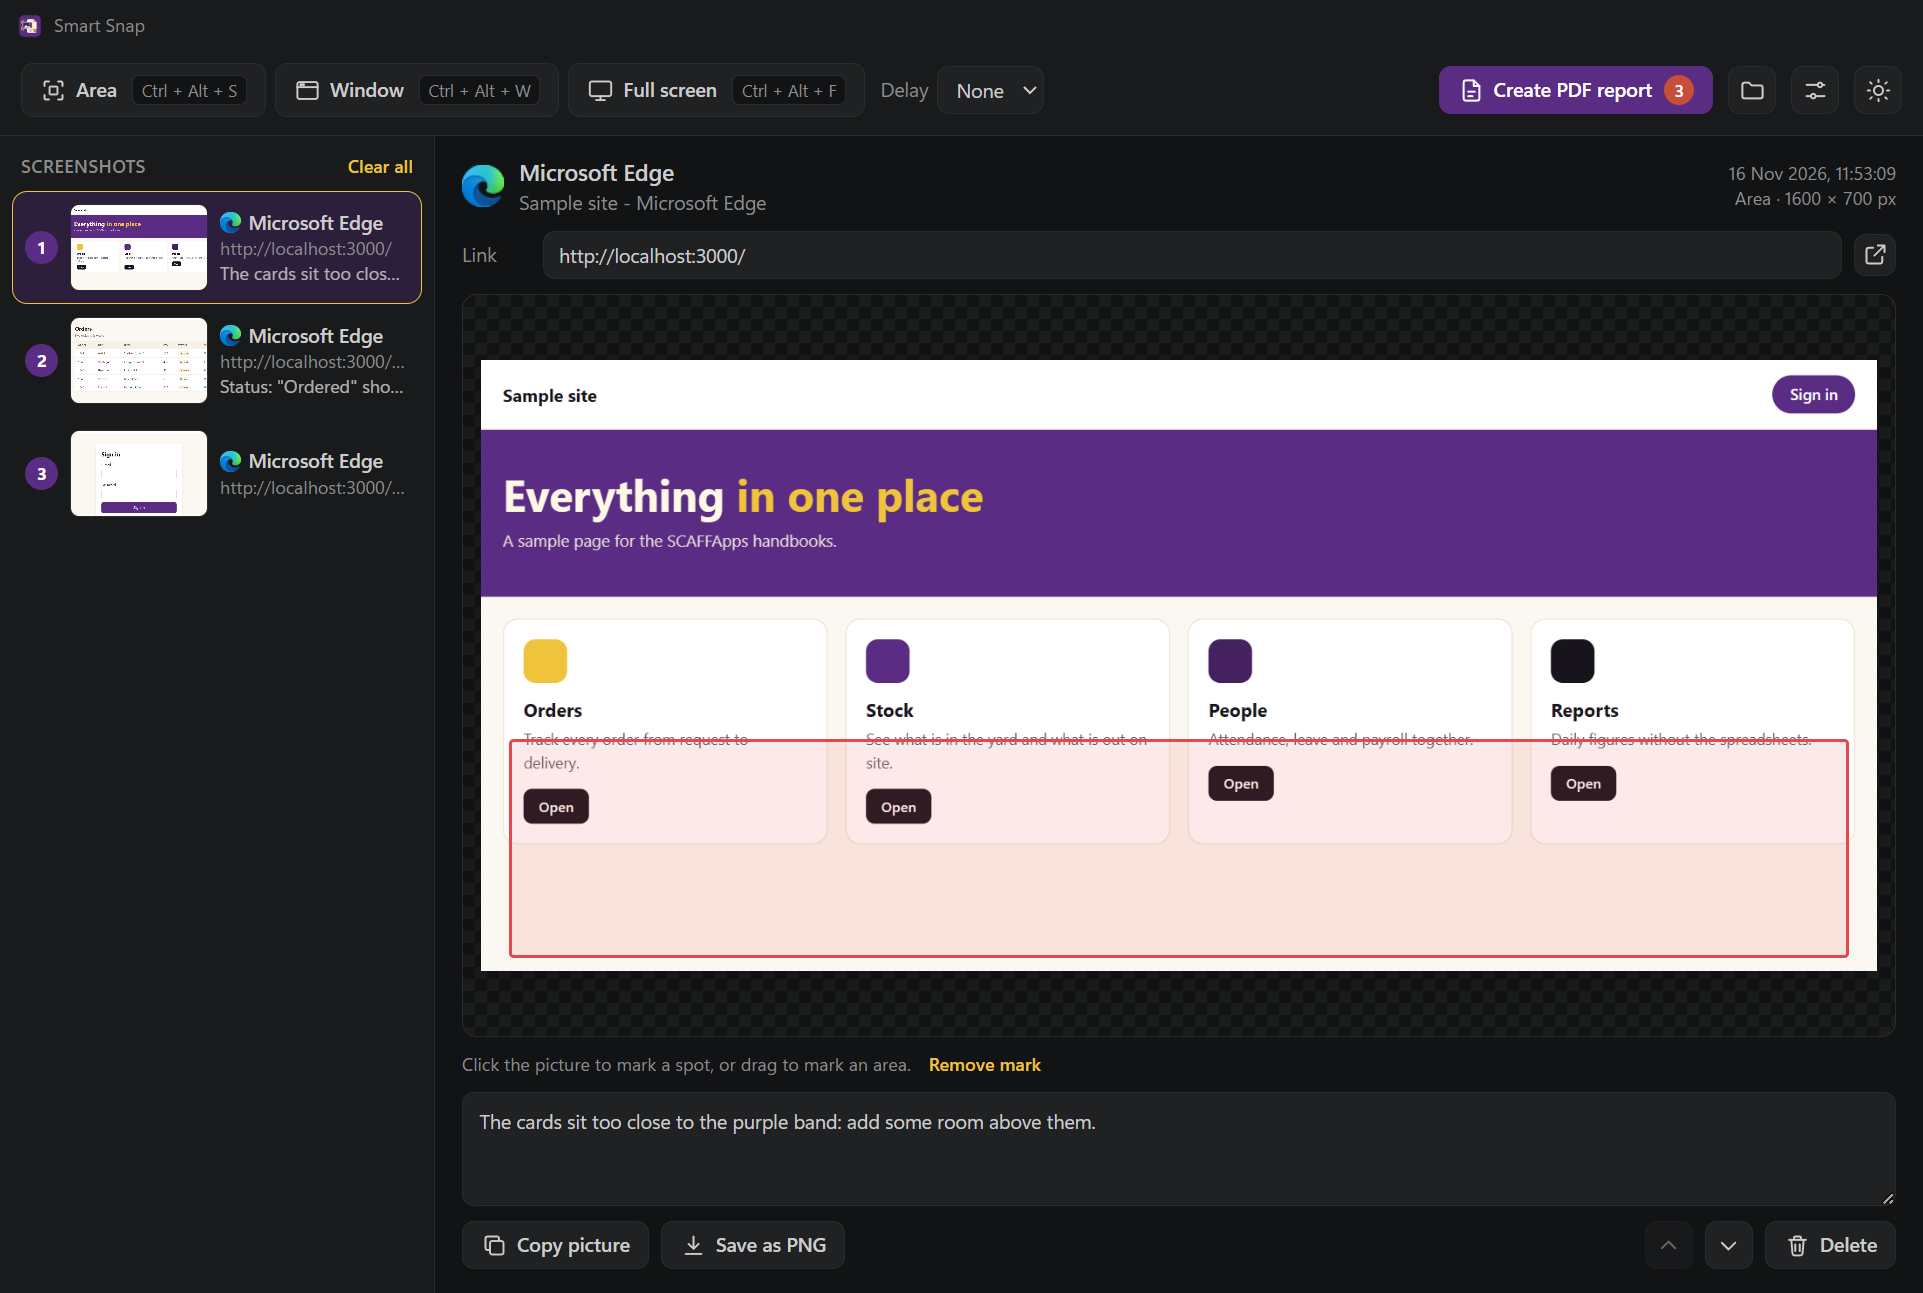 Smart Snap
Area Ctrl + Alt + S Window Ctrl + Alt + W Full screen Ctrl + Alt + F Delay None Create PDF report 3
SCREENSHOTS Clear all
1
Everything in one place
Microsoft Edge
http://localhost:3000/
The cards sit too clos...
2
Orders
Microsoft Edge
http://localhost:3000/...
Status: "Ordered" sho...
3
Sign in
Microsoft Edge
http://localhost:3000/...
Microsoft Edge
Sample site - Microsoft Edge
16 Nov 2026, 11:53:09
Area · 1600 × 700 px
Link http://localhost:3000/
Sample site Sign in
Everything in one place
A sample page for the SCAFFApps handbooks.
Orders
Track every order from request to
delivery.
Open
Stock
See what is in the yard and what is out on
site.
Open
People
Attendance, leave and payroll together.
Open
Reports
Daily figures without the spreadsheets.
Open
Click the picture to mark a spot, or drag to mark an area. Remove mark
The cards sit too close to the purple band: add some room above them.
Copy picture Save as PNG Delete